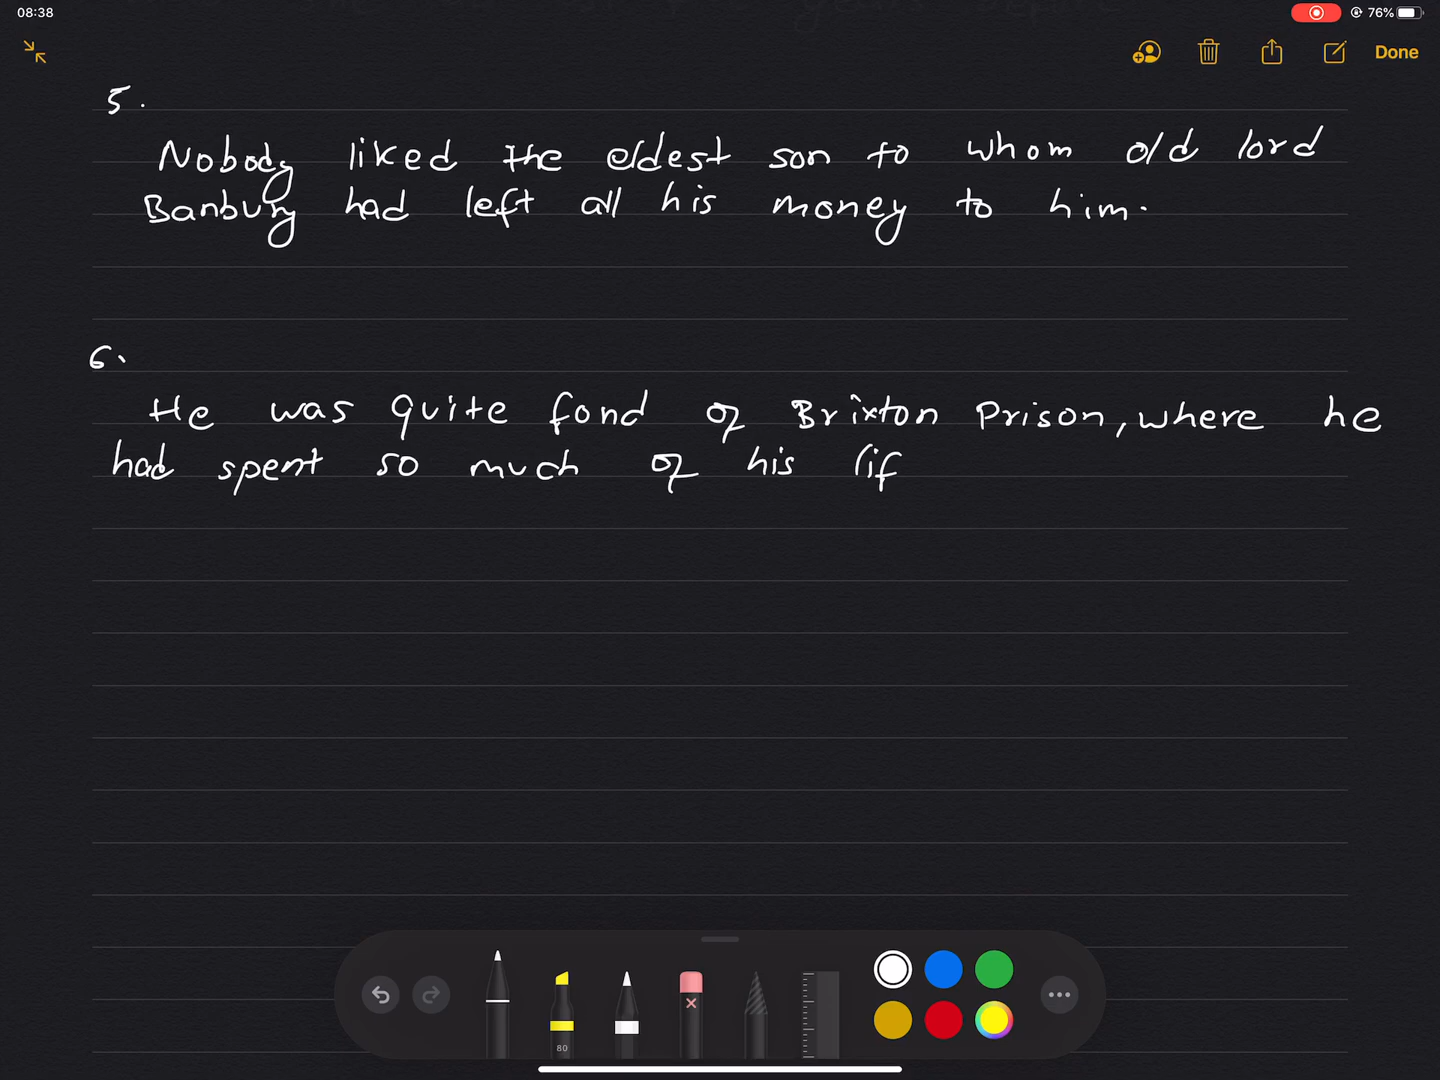 08:38
76%
Done
5.
Nobody liked the eldest son to whom old lord
Banbury had left all his money to him.
6.
He was quite fond of Brixton Prison, where he
had spent so much of his lif
80